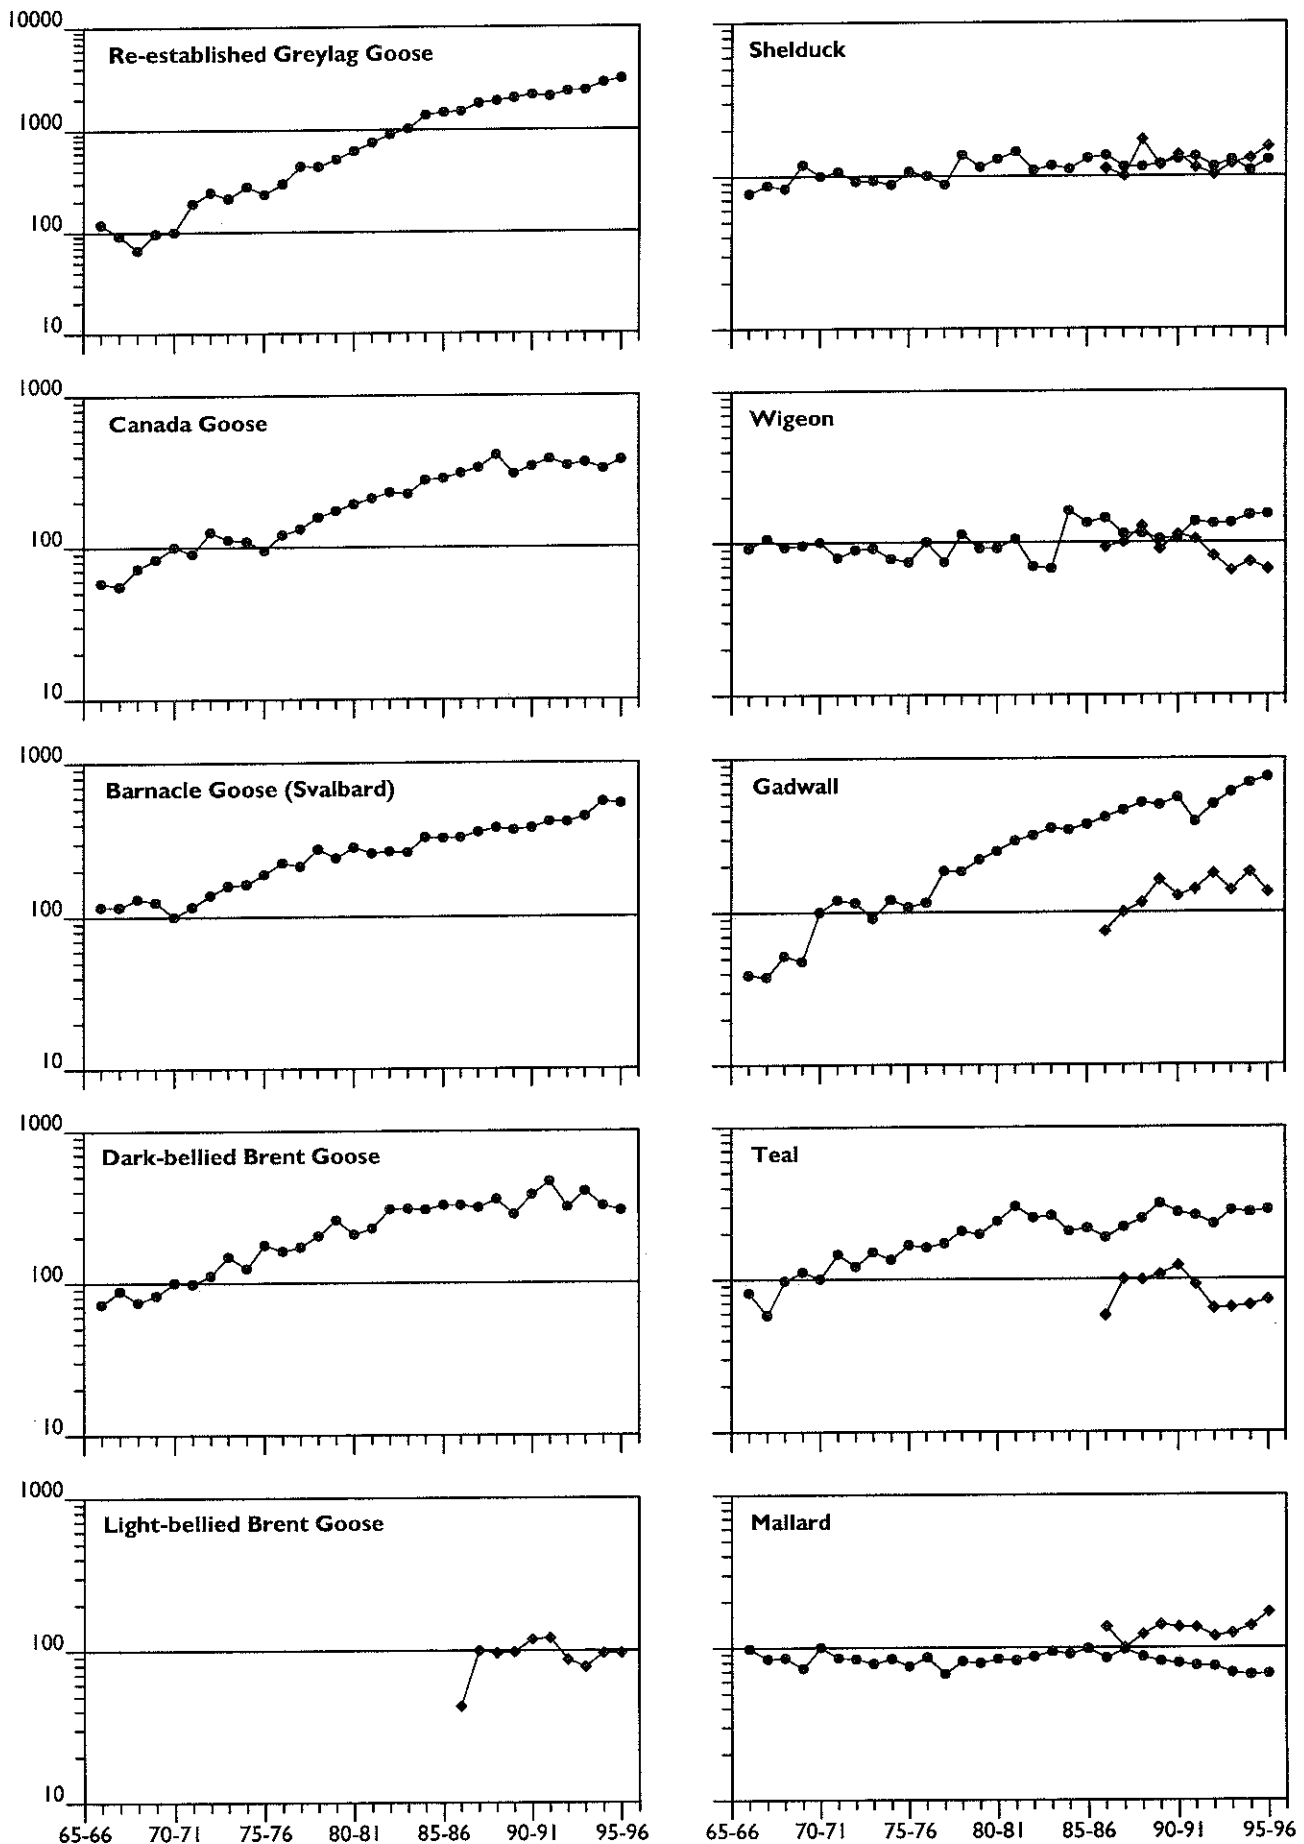 10000
Re-established Greylag Goose
1000
100
10
Shelduck
1000
Canada Goose
100
10
Wigeon
1000
Barnacle Goose (Svalbard)
100
10
Gadwall
1000
Dark-bellied Brent Goose
100
10
Teal
1000
Light-bellied Brent Goose
100
10
65-66 70-71 75-76 80-81 85-86 90-91 95-96
Mallard
65-66 70-71 75-76 80-81 85-86 90-91 95-96